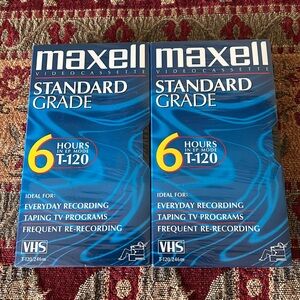 maxell
VIDEOCASSETTE
STANDARD
GRADE
6 HOURS
IN EP MODE
T-120
IDEAL FOR:
EVERYDAY RECORDING
TAPING TV PROGRAMS
FREQUENT RE-RECORDING
VHS
T-120/246m
maxell
VIDEOCASSETTE
STANDARD
GRADE
6 HOURS
IN EP MODE
T-120
IDEAL FOR:
EVERYDAY RECORDING
TAPING TV PROGRAMS
FREQUENT RE-RECORDING
VHS
T-120/246m